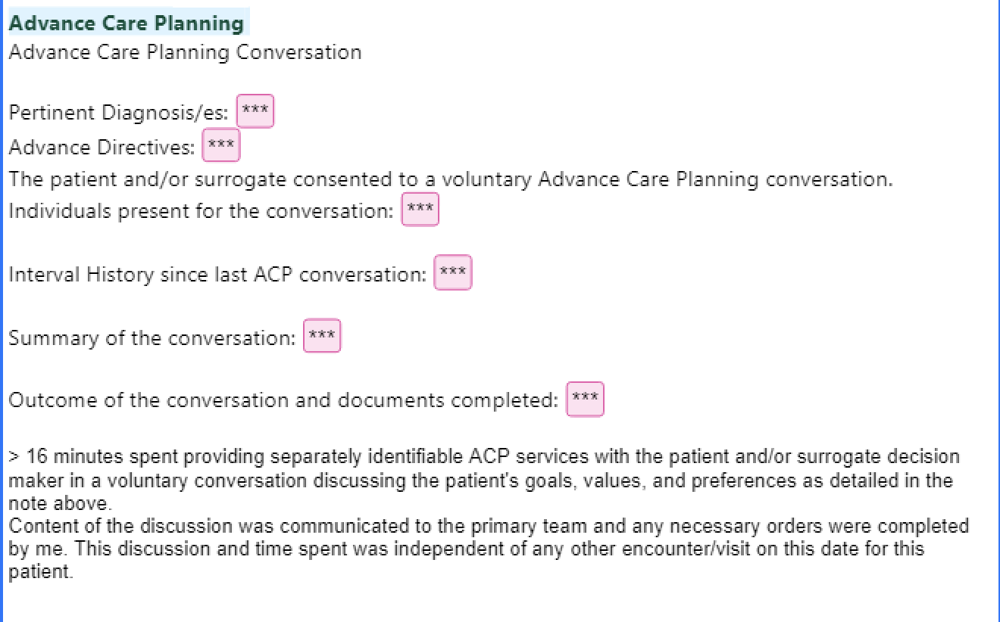 Advance Care Planning
Advance Care Planning Conversation
Pertinent Diagnosis/es: ***
Advance Directives: ***
The patient and/or surrogate consented to a voluntary Advance Care Planning conversation.
Individuals present for the conversation: ***
Interval History since last ACP conversation: ***
Summary of the conversation: ***
Outcome of the conversation and documents completed: ***
> 16 minutes spent providing separately identifiable ACP services with the patient and/or surrogate decision
maker in a voluntary conversation discussing the patient's goals, values, and preferences as detailed in the
note above.
Content of the discussion was communicated to the primary team and any necessary orders were completed
by me. This discussion and time spent was independent of any other encounter/visit on this date for this
patient.